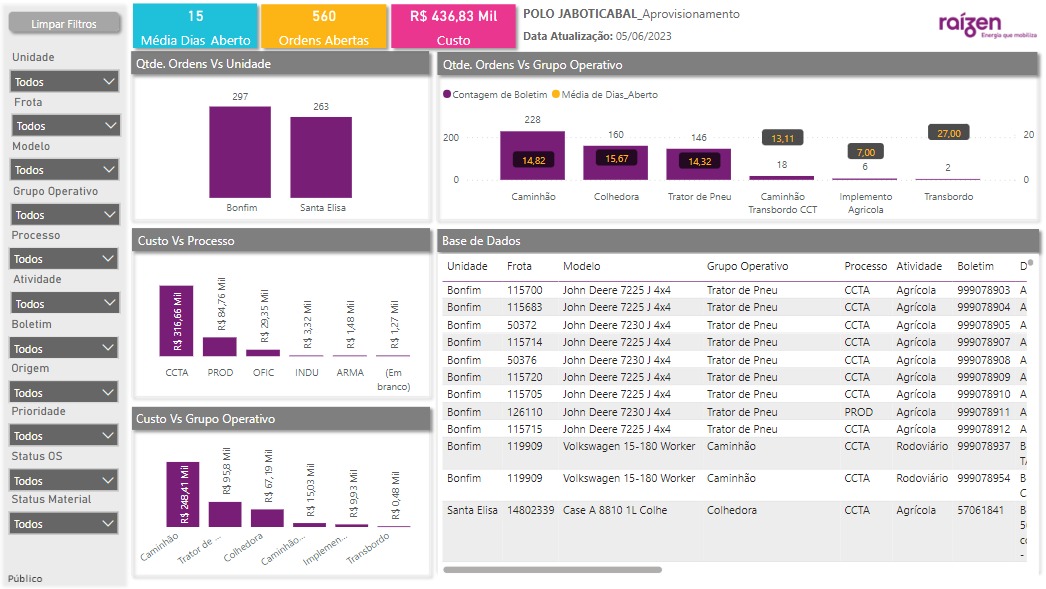 Limpar Filtros
Unidade
Todos
Frota
Todos
Modelo
Todos
Grupo Operativo
Todos
Processo
Todos
Atividade
Todos
Boletim
Todos
Origem
Todos
Prioridade
Todos
Status OS
Todos
Status Material
Todos
Público
15
Média Dias Aberto
560
Ordens Abertas
R$ 436,83 Mil
Custo
POLO JABOTICABAL_Aprovisionamento
Data Atualização: 05/06/2023
raízen
Energia que mobiliza
Qtde. Ordens Vs Unidade
297
263
Bonfim Santa Elisa
Qtde. Ordens Vs Grupo Operativo
Contagem de Boletim Média de Dias_Aberto
228 160 146 13,11 7,00 27,00
200 20
14,82 15,67 14,32 18 6 2
0 0
Caminhão Colhedora Trator de Pneu Caminhão Implemento Transbordo
Transbordo CCT Agricola
Custo Vs Processo
R$ 316,66 Mil
R$ 84,76 Mil
R$ 29,35 Mil
R$ 3,32 Mil
R$ 1,48 Mil
R$ 1,27 Mil
CCTA PROD OFIC INDU ARMA (Em
branco)
Custo Vs Grupo Operativo
R$ 248,41 Mil
R$ 95,8 Mil
R$ 67,19 Mil
R$ 15,03 Mil
R$ 9,93 Mil
R$ 0,48 Mil
Caminhão
Trator de ...
Colhedora
Caminhão...
Implemen...
Transbordo
Base de Dados
Unidade Frota Modelo Grupo Operativo Processo Atividade Boletim D
Bonfim 115700 John Deere 7225 J 4x4 Trator de Pneu CCTA Agrícola 999078903 A
Bonfim 115683 John Deere 7225 J 4x4 Trator de Pneu CCTA Agrícola 999078904 A
Bonfim 50372 John Deere 7230 J 4x4 Trator de Pneu CCTA Agrícola 999078905 A
Bonfim 115714 John Deere 7225 J 4x4 Trator de Pneu CCTA Agrícola 999078907 A
Bonfim 50376 John Deere 7230 J 4x4 Trator de Pneu CCTA Agrícola 999078908 A
Bonfim 115720 John Deere 7225 J 4x4 Trator de Pneu CCTA Agrícola 999078909 A
Bonfim 115705 John Deere 7225 J 4x4 Trator de Pneu CCTA Agrícola 999078910 A
Bonfim 126110 John Deere 7230 J 4x4 Trator de Pneu PROD Agrícola 999078911 A
Bonfim 115715 John Deere 7225 J 4x4 Trator de Pneu CCTA Agrícola 999078912 A
Bonfim 119909 Volkswagen 15-180 Worker Caminhão CCTA Rodoviário 999078937 B
TA
Bonfim 119909 Volkswagen 15-180 Worker Caminhão CCTA Rodoviário 999078954 B
C
Santa Elisa 14802339 Case A 8810 1L Colhe Colhedora CCTA Agrícola 57061841 B
50
co
-